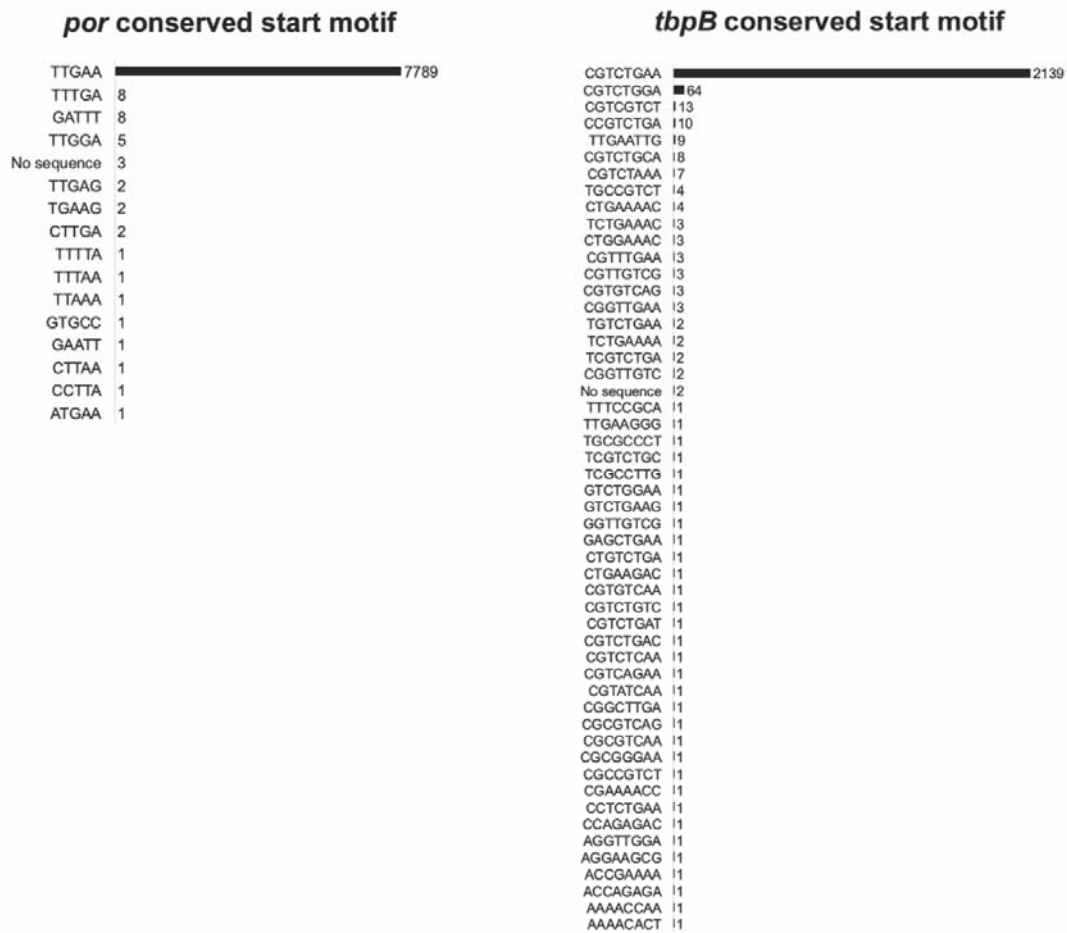 por conserved start motif
TTGAA 7789
TTTGA 8
GATTT 8
TTGGA 5
No sequence 3
TTGAG 2
TGAAG 2
CTTGA 2
TTTTA 1
TTTAA 1
TTAAA 1
GTGCC 1
GAATT 1
CTTAA 1
CCTTA 1
ATGAA 1
tbpB conserved start motif
CGTCTGAA 2139
CGTCTGGA 64
CGTCGTCT 13
CCGTCTGA 10
TTGAATTG 9
CGTCTGCA 8
CGTCTAAA 7
TGCCGTCT 4
CTGAAAAC 4
TCTGAAAC 3
CTGGAAAC 3
CGTTTGAA 3
CGTTGTCG 3
CGTGTCAG 3
CGGTTGAA 3
TGTCTGAA 2
TCTGAAAA 2
TCGTCTGA 2
CGGTTGTC 2
No sequence 2
TTTCCGCA 1
TTGAAGGG 1
TGCGCCCT 1
TCGTCTGC 1
TCGCCTTG 1
GTCTGGAA 1
GTCTGAAG 1
GGTTGTCG 1
GAGCTGAA 1
CTGTCTGA 1
CTGAAGAC 1
CGTGTCAA 1
CGTCTGTC 1
CGTCTGAT 1
CGTCTGAC 1
CGTCTCAA 1
CGTCAGAA 1
CGTATCAA 1
CGGCTTGA 1
CGCGTCAG 1
CGCGTCAA 1
CGCGGGAA 1
CGCCGTCT 1
CGAAAACC 1
CCTCTGAA 1
CCAGAGAC 1
AGGTTGGA 1
AGGAAGCG 1
ACCGAAAA 1
ACCAGAGA 1
AAAACCAA 1
AAAACACT 1